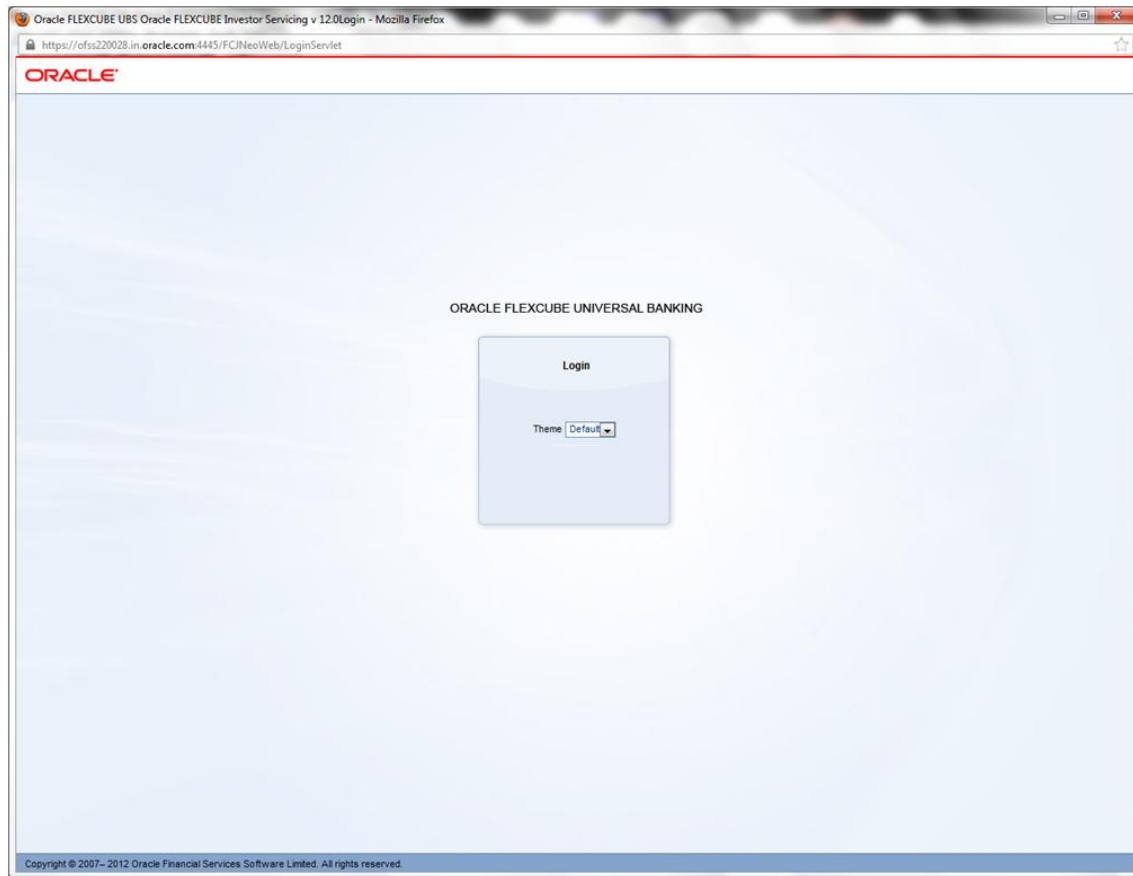 Oracle FLEXCUBE UBS Oracle FLEXCUBE Investor Servicing v 12.0Login - Mozilla Firefox
https://ofss220028.in.oracle.com:4445/FCJNeoWeb/LoginServlet
ORACLE
ORACLE FLEXCUBE UNIVERSAL BANKING
Login
Theme Default
Copyright © 2007– 2012 Oracle Financial Services Software Limited. All rights reserved.